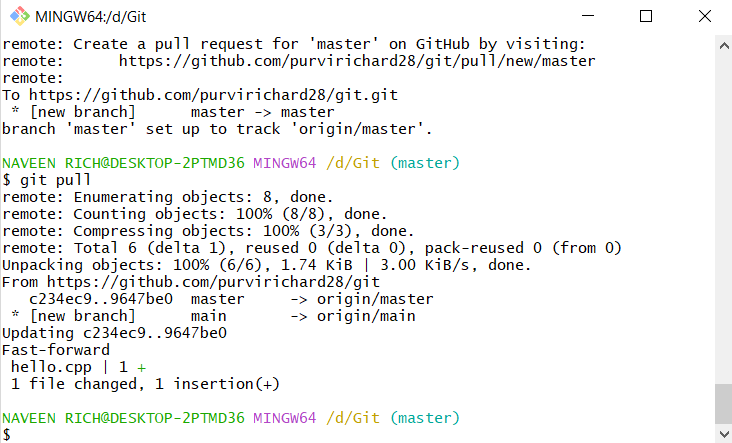 MINGW64:/d/Git
remote: Create a pull request for 'master' on GitHub by visiting:
remote:      https://github.com/purvirichard28/git/pull/new/master
remote:
To https://github.com/purvirichard28/git.git
 * [new branch]      master -> master
branch 'master' set up to track 'origin/master'.

NAVEEN RICH@DESKTOP-2PTMD36 MINGW64 /d/Git (master)
$ git pull
remote: Enumerating objects: 8, done.
remote: Counting objects: 100% (8/8), done.
remote: Compressing objects: 100% (3/3), done.
remote: Total 6 (delta 1), reused 0 (delta 0), pack-reused 0 (from 0)
Unpacking objects: 100% (6/6), 1.74 KiB | 3.00 KiB/s, done.
From https://github.com/purvirichard28/git
   c234ec9..9647be0  master     -> origin/master
 * [new branch]      main       -> origin/main
Updating c234ec9..9647be0
Fast-forward
 hello.cpp | 1 +
 1 file changed, 1 insertion(+)

NAVEEN RICH@DESKTOP-2PTMD36 MINGW64 /d/Git (master)
$